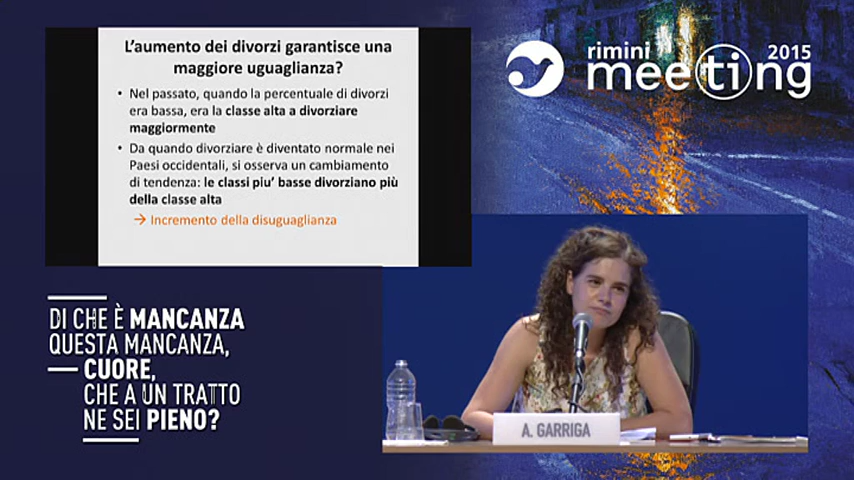 L'aumento dei divorzi garantisce una
maggiore uguaglianza?
• Nel passato, quando la percentuale di divorzi
era bassa, era la classe alta a divorziare
maggiormente
• Da quando divorziare è diventato normale nei
Paesi occidentali, si osserva un cambiamento
di tendenza: le classi piu' basse divorziano più
della classe alta
→ Incremento della disuguaglianza
rimini 2015
meeting
DI CHE È MANCANZA
QUESTA MANCANZA,
CUORE,
CHE A UN TRATTO
NE SEI PIENO?
A. GARRIGA